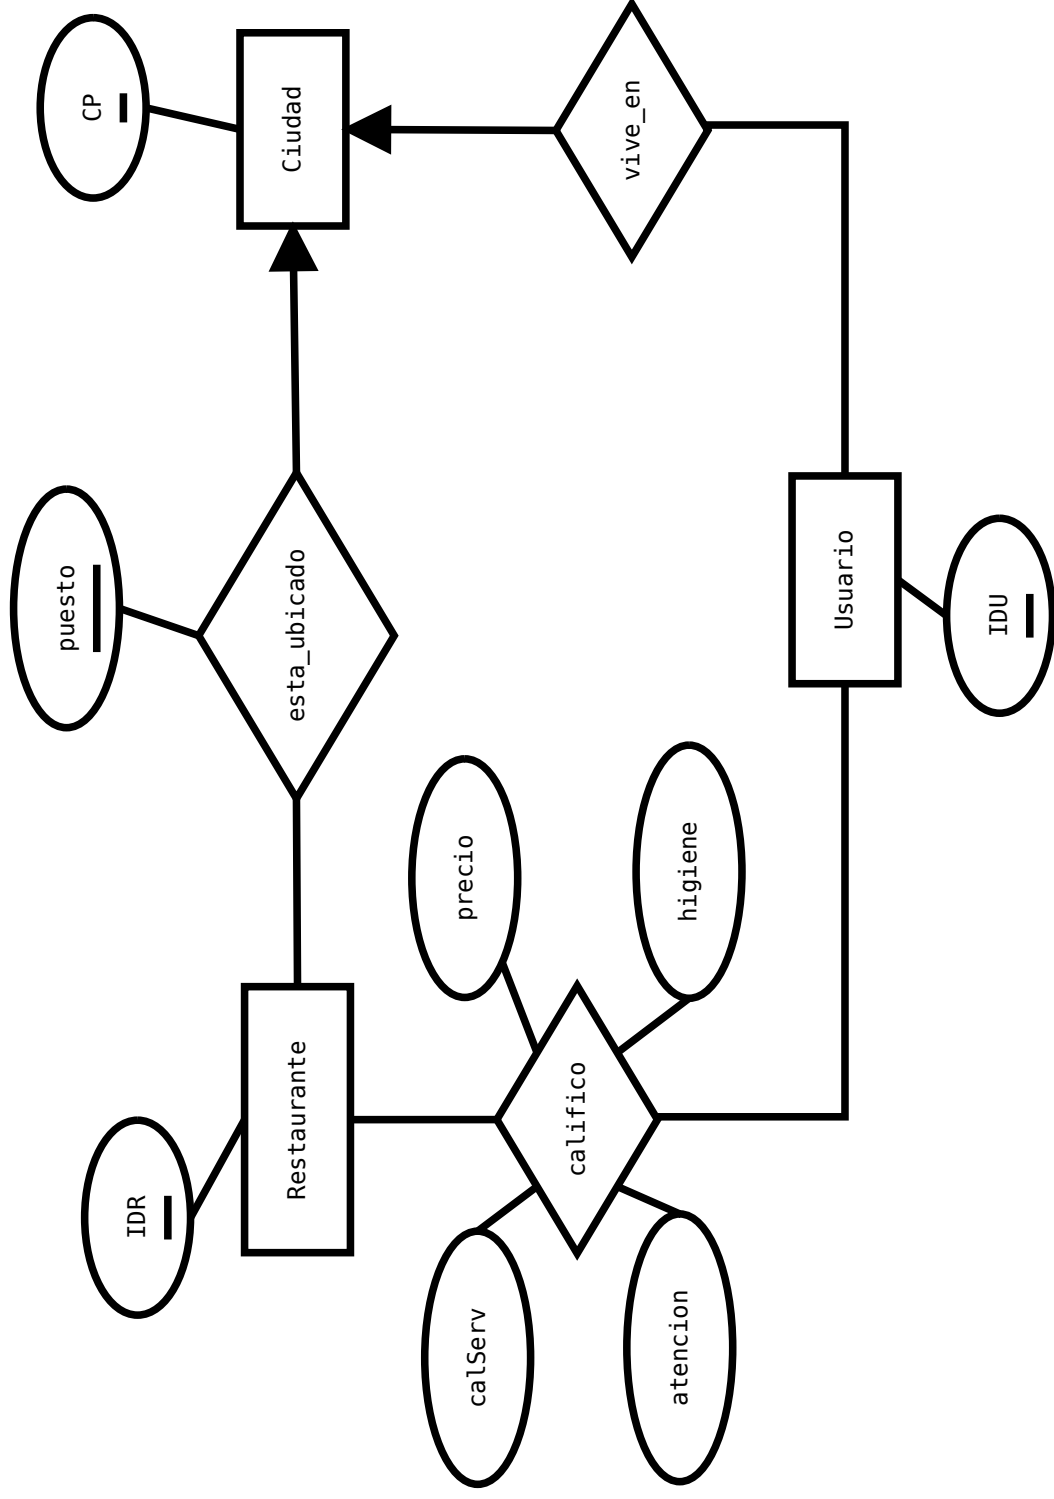 IDR
puesto
CP
Restaurante
esta_ubicado
Ciudad
calServ
precio
califico
vive_en
atencion
higiene
Usuario
IDU